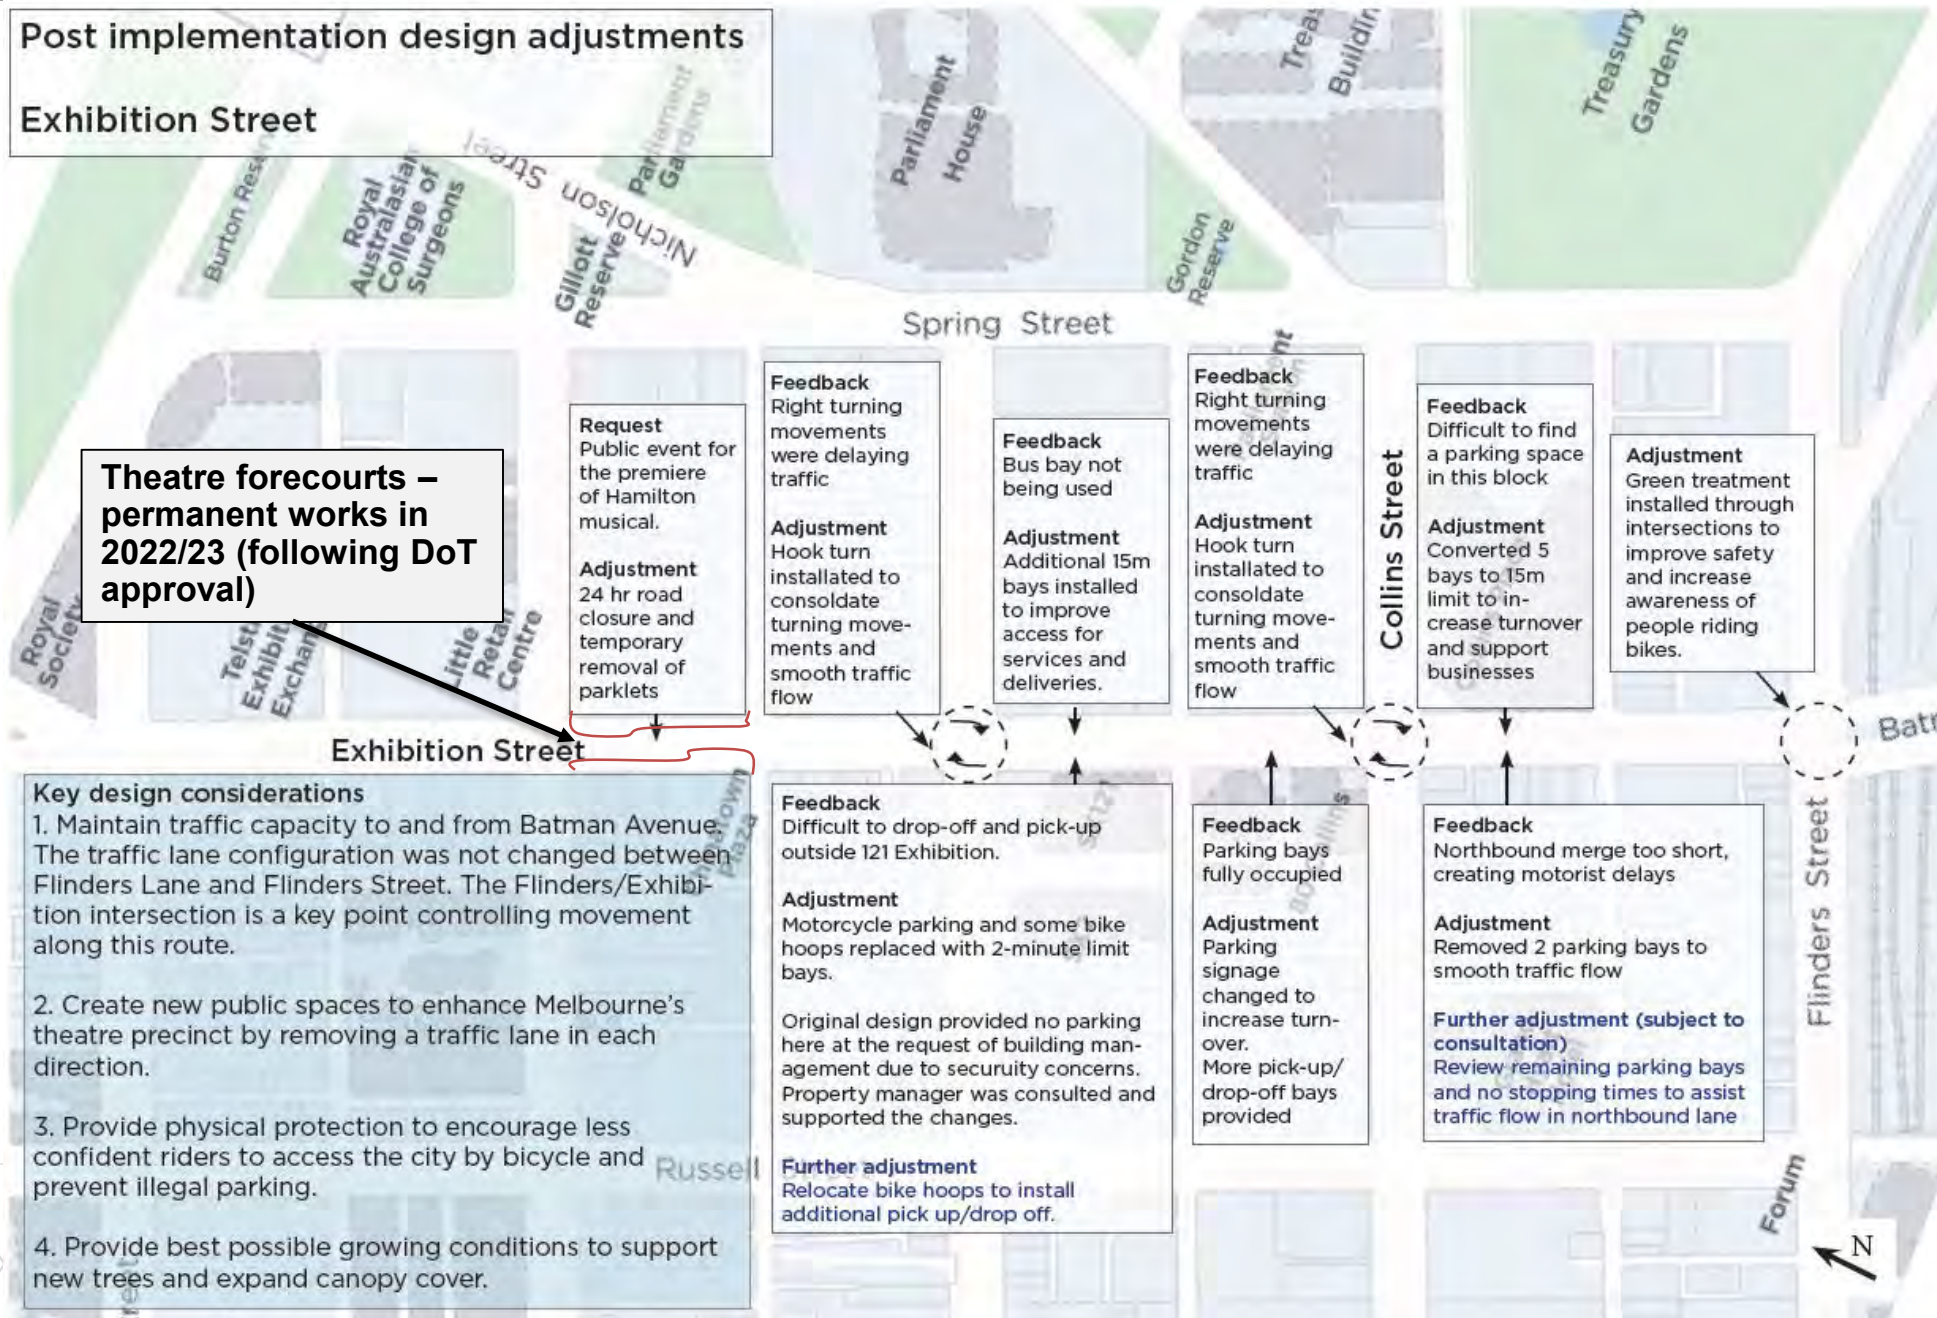 Post implementation design adjustments
Exhibition Street
Burton Rese
Royal
Australasian
College of
Surgeons
Nicholson Street
Parliament
Gardens
Gillott
Reserve
Parliament
House
Gordon
Reserve
Treas
Buildin
Treasury
Gardens
Spring Street
Theatre forecourts –
permanent works in
2022/23 (following DoT
approval)
Royal
Society
Telst
Exhibiti
Exchan
Little
Retail
Centre
Request
Public event for
the premiere
of Hamilton
musical.
Adjustment
24 hr road
closure and
temporary
removal of
parklets
Feedback
Right turning
movements
were delaying
traffic
Adjustment
Hook turn
installated to
consoldate
turning move-
ments and
smooth traffic
flow
Feedback
Bus bay not
being used
Adjustment
Additional 15m
bays installed
to improve
access for
services and
deliveries.
Feedback
Right turning
movements
were delaying
traffic
Adjustment
Hook turn
installated to
consoldate
turning move-
ments and
smooth traffic
flow
Collins Street
Feedback
Difficult to find
a parking space
in this block
Adjustment
Converted 5
bays to 15m
limit to in-
crease turnover
and support
businesses
Adjustment
Green treatment
installed through
intersections to
improve safety
and increase
awareness of
people riding
bikes.
Exhibition Street
Batr
Key design considerations
1. Maintain traffic capacity to and from Batman Avenue.
The traffic lane configuration was not changed between
Flinders Lane and Flinders Street. The Flinders/Exhibi-
tion intersection is a key point controlling movement
along this route.
2. Create new public spaces to enhance Melbourne's
theatre precinct by removing a traffic lane in each
direction.
3. Provide physical protection to encourage less
confident riders to access the city by bicycle and
prevent illegal parking.
4. Provide best possible growing conditions to support
new trees and expand canopy cover.
Chinatown
Plaza
Russell
Feedback
Difficult to drop-off and pick-up
outside 121 Exhibition.
Adjustment
Motorcycle parking and some bike
hoops replaced with 2-minute limit
bays.
Original design provided no parking
here at the request of building man-
agement due to securuity concerns.
Property manager was consulted and
supported the changes.
Further adjustment
Relocate bike hoops to install
additional pick up/drop off.
Feedback
Parking bays
fully occupied
Adjustment
Parking
signage
changed to
increase turn-
over.
More pick-up/
drop-off bays
provided
Feedback
Northbound merge too short,
creating motorist delays
Adjustment
Removed 2 parking bays to
smooth traffic flow
Further adjustment (subject to
consultation)
Review remaining parking bays
and no stopping times to assist
traffic flow in northbound lane
Flinders Street
Forum
N